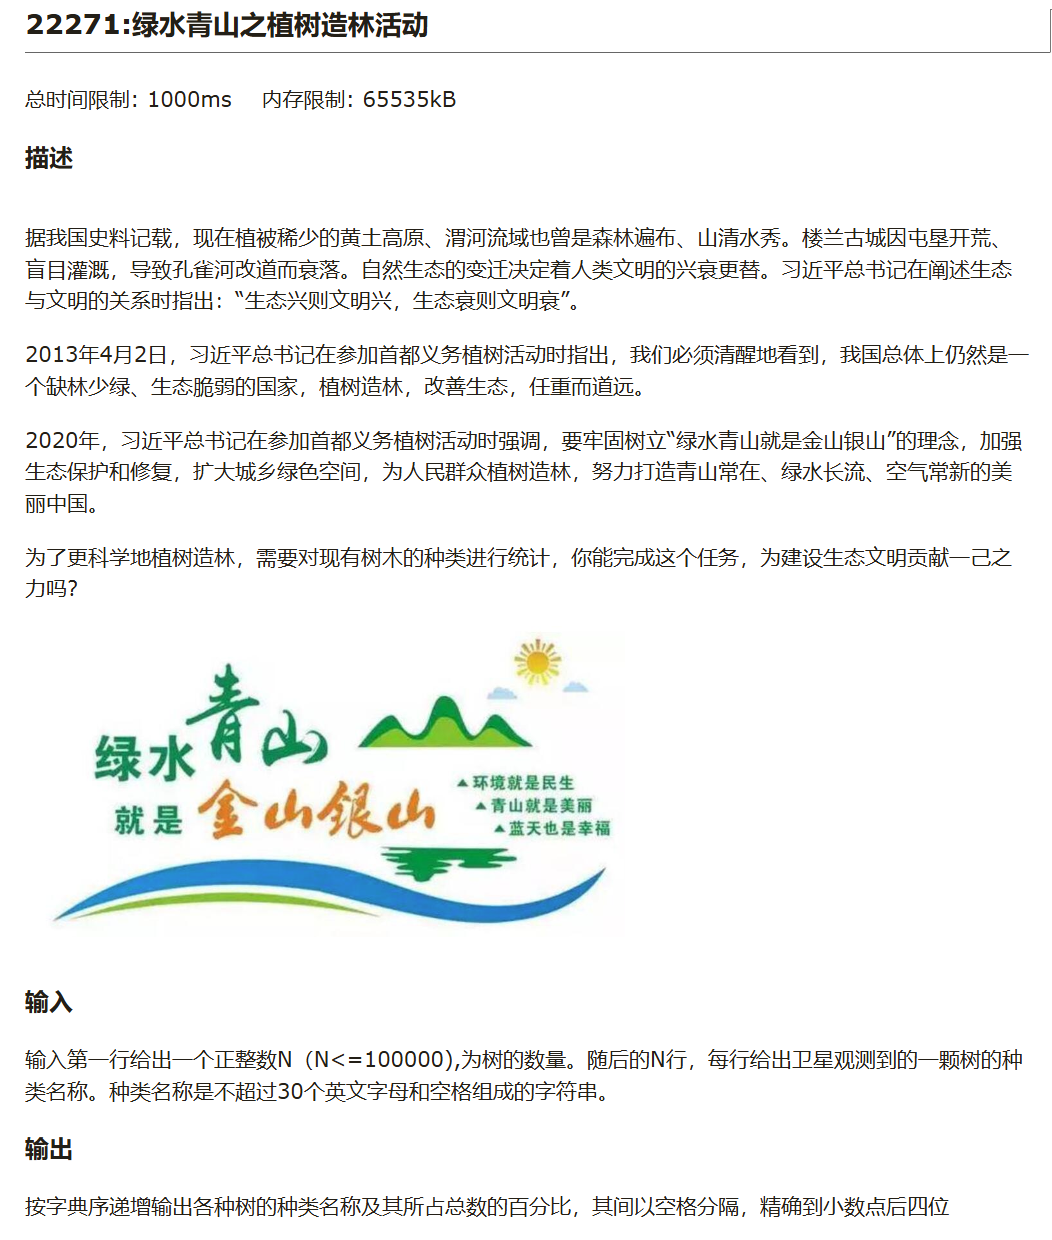 22271:绿水青山之植树造林活动
总时间限制: 1000ms 内存限制: 65535kB
描述
据我国史料记载，现在植被稀少的黄土高原、渭河流域也曾是森林遍布、山清水秀。楼兰古城因屯垦开荒、
盲目灌溉，导致孔雀河改道而衰落。自然生态的变迁决定着人类文明的兴衰更替。习近平总书记在阐述生态
与文明的关系时指出：“生态兴则文明兴，生态衰则文明衰”。
2013年4月2日，习近平总书记在参加首都义务植树活动时指出，我们必须清醒地看到，我国总体上仍然是一
个缺林少绿、生态脆弱的国家，植树造林，改善生态，任重而道远。
2020年，习近平总书记在参加首都义务植树活动时强调，要牢固树立“绿水青山就是金山银山”的理念，加强
生态保护和修复，扩大城乡绿色空间，为人民群众植树造林，努力打造青山常在、绿水长流、空气常新的美
丽中国。
为了更科学地植树造林，需要对现有树木的种类进行统计，你能完成这个任务，为建设生态文明贡献一己之
力吗?
绿水青山
就是金山银山
环境就是民生
青山就是美丽
蓝天也是幸福
输入
输入第一行给出一个正整数N（N<=100000),为树的数量。随后的N行，每行给出卫星观测到的一颗树的种
类名称。种类名称是不超过30个英文字母和空格组成的字符串。
输出
按字典序递增输出各种树的种类名称及其所占总数的百分比，其间以空格分隔，精确到小数点后四位